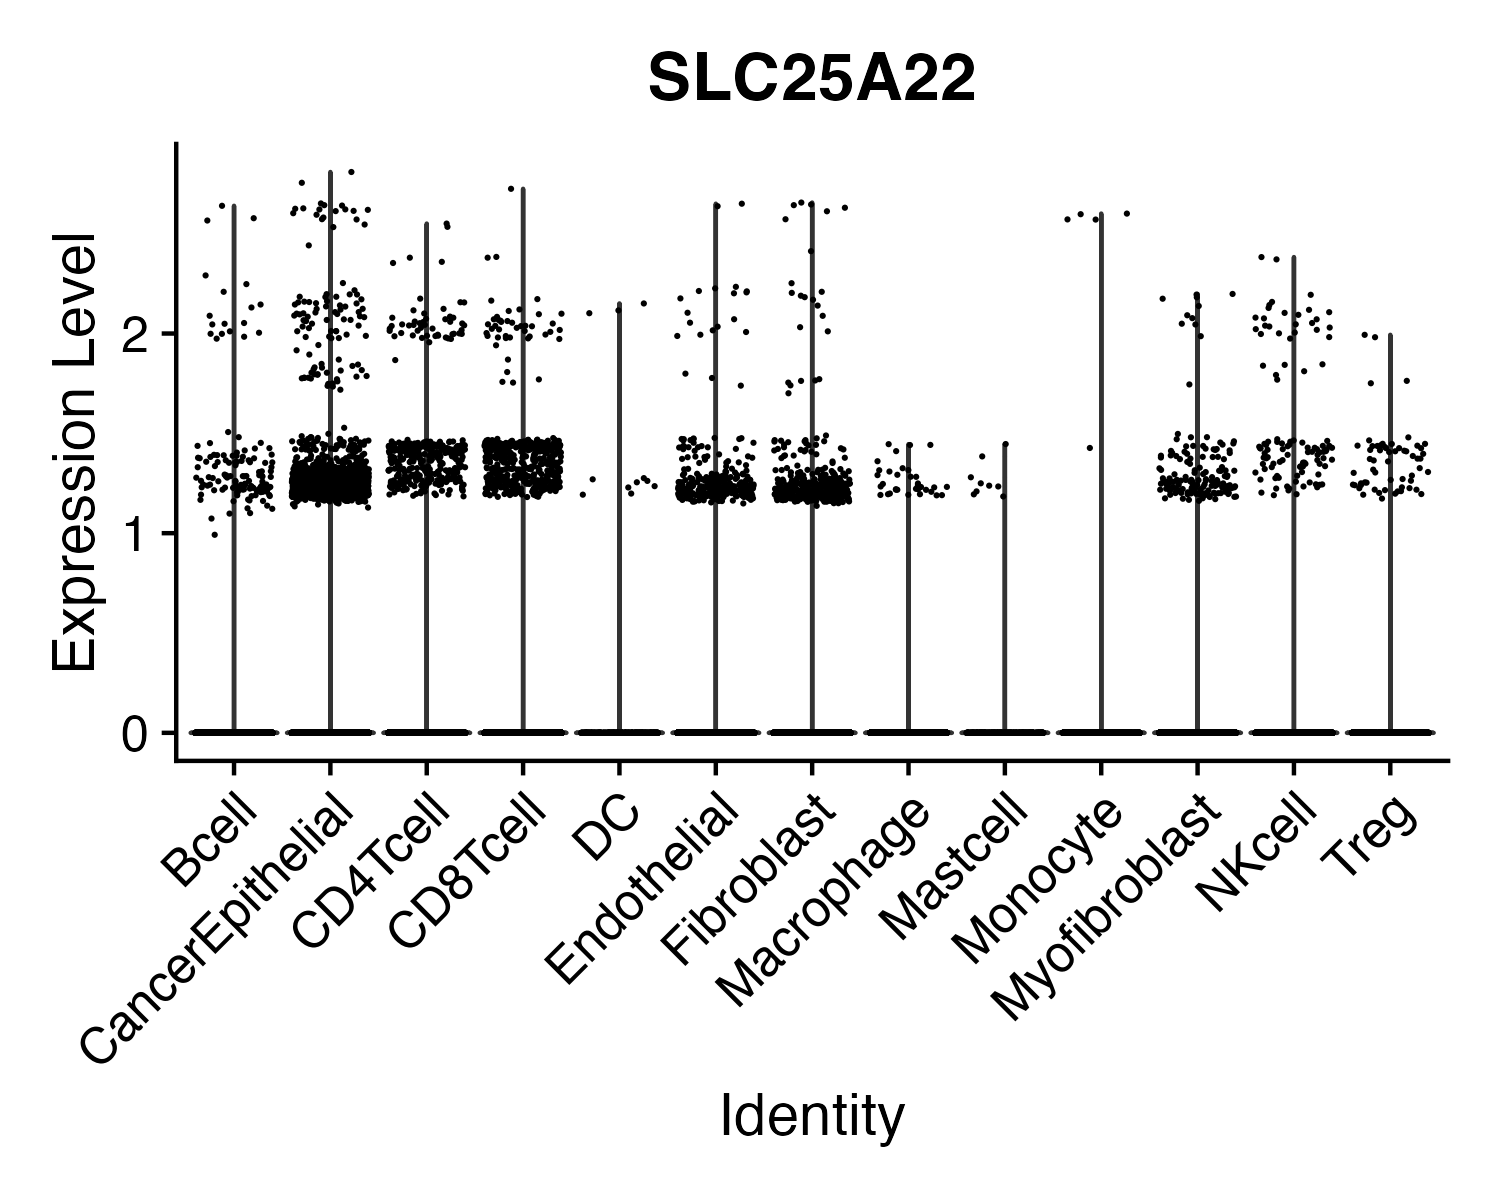 SLC25A22
Expression Level
2
1
0
Bcell
CancerEpithelial
CD4Tcell
CD8Tcell
DC
Endothelial
Fibroblast
Macrophage
Mastcell
Monocyte
Myofibroblast
NKcell
Treg
Identity